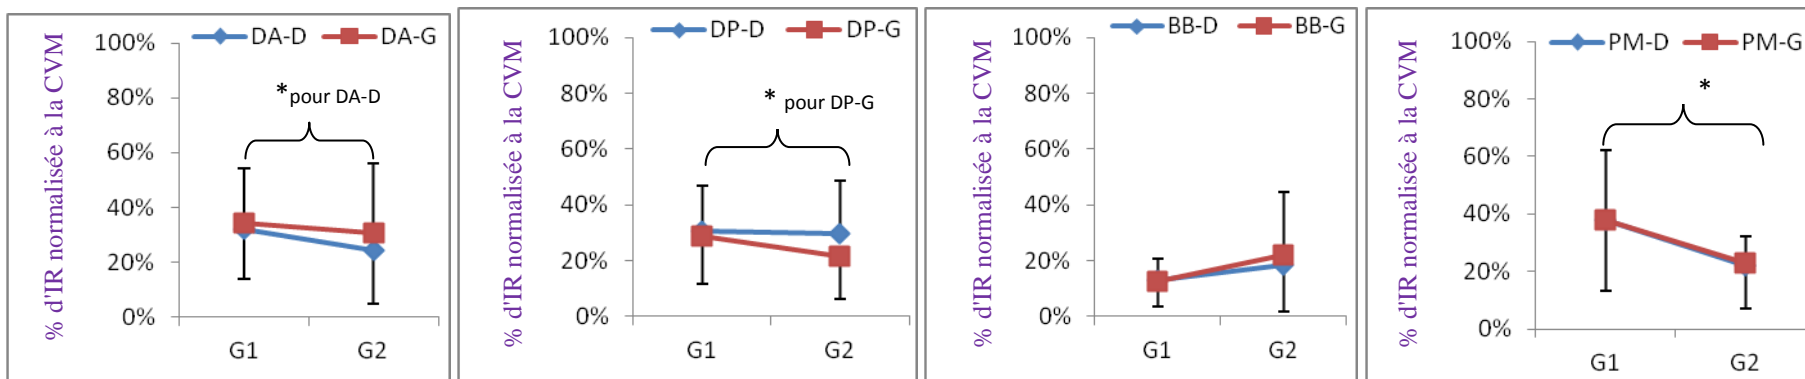 % d'IR normalisée à la CVM
DA-D DA-G
100%
80%
60%
40%
20%
0%
* pour DA-D
G1 G2
% d'IR normalisée à la CVM
DP-D DP-G
100%
80%
60%
40%
20%
0%
* pour DP-G
G1 G2
% d'IR normalisée à la CVM
BB-D BB-G
100%
80%
60%
40%
20%
0%
G1 G2
% d'IR normalisée à la CVM
PM-D PM-G
100%
80%
60%
40%
20%
0%
*
G1 G2